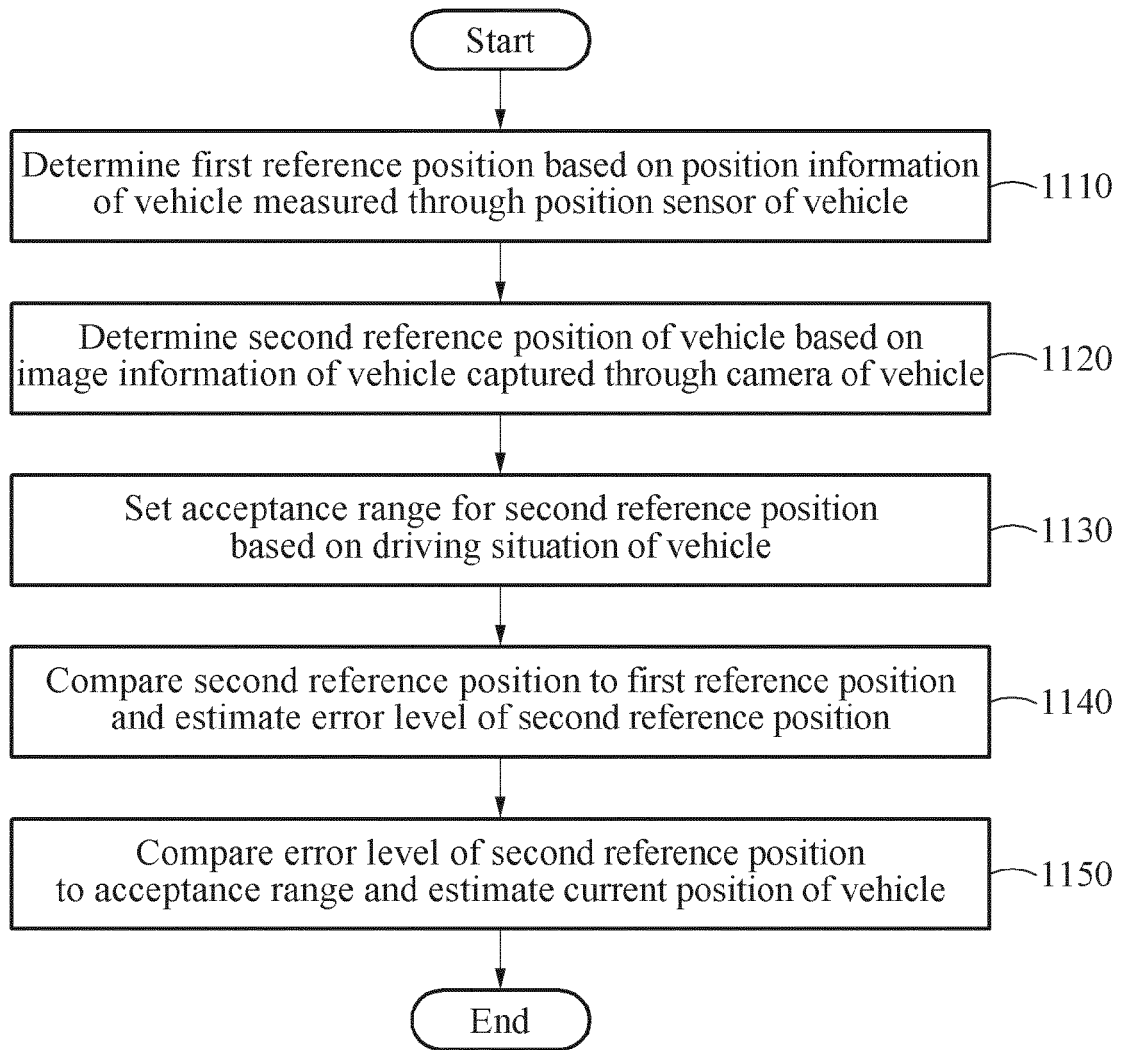 Start
Determine first reference position based on position information
of vehicle measured through position sensor of vehicle
1110
Determine second reference position of vehicle based on
image information of vehicle captured through camera of vehicle
1120
Set acceptance range for second reference position
based on driving situation of vehicle
1130
Compare second reference position to first reference position
and estimate error level of second reference position
1140
Compare error level of second reference position
to acceptance range and estimate current position of vehicle
1150
End